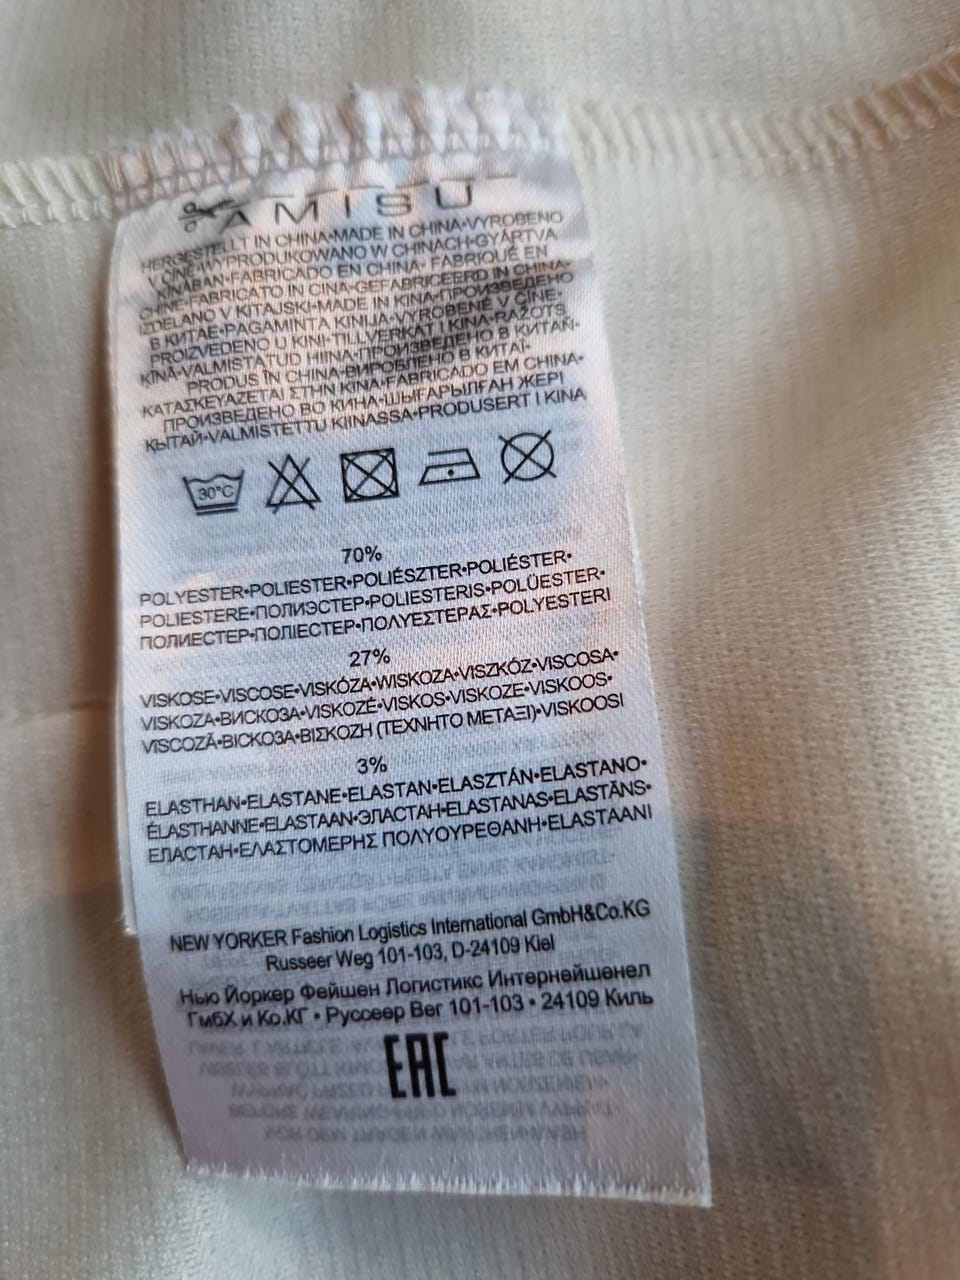 AMISU
HERGESTELLT IN CHINA•MADE IN CHINA•VYROBENO
V ČÍNĚ•WYPRODUKOWANO W CHINACH•GYÁRTVA
KÍNÁBAN•FABRICADO EN CHINA• FABRIQUÉ EN
CHINE•FABRICATO IN CINA•GEFABRICEERD IN CHINA•
IZDELANO V KITAJSKI•MADE IN KINA•ПРОИЗВЕДЕНО
В КИТАЕ•PAGAMINTA KINIJA•VYROBENÉ V ČÍNE•
PROIZVEDENO U KINI•TILLVERKAT I KINA•RAŽOTS
ĶĪNĀ•VALMISTATUD HIINA•ПРОИЗВЕДЕНО В КИТАЙ•
PRODUS ÎN CHINA•ВИРОБЛЕНО В КИТАЇ•
ΚΑΤΑΣΚΕΥΑΖΕΤΑΙ ΣΤΗΝ ΚΙΝΑ•FABRICADO EM CHINA•
ПРОИЗВЕДЕНО ВО КИНА•ШЫҒАРЫЛҒАН ЖЕРІ
ҚЫТАЙ•VALMISTETTU KIINASSA•PRODUSERT I KINA
30°C
70%
POLYESTER•POLIESTER•POLIÉSZTER•POLIÉSTER•
POLIESTERE•ПОЛИЭСТЕР•POLIESTERIS•POLÜESTER•
ПОЛИЕСТЕР•ПОЛІЕСТЕР•ΠΟΛΥΕΣΤΕΡΑΣ•POLYESTERI
27%
VISKOSE•VISCOSE•VISKÓZA•WISKOZA•VISZKÓZ•VISCOSA•
VISKOZA•ВИСКОЗА•VISKOZĖ•VISKOS•VISKOZE•VISKOOS•
VISCOZĂ•ВІСКОЗА•ΒΙΣΚΟΖΗ (ΤΕΧΝΗΤΟ ΜΕΤΑΞΙ)•VISKOOSI
3%
ELASTHAN•ELASTANE•ELASTAN•ELASZTÁN•ELASTANO•
ÉLASTHANNE•ELASTAAN•ЭЛАСТАН•ELASTANAS•ELASTĀNS•
ЕЛАСТАН•ΕΛΑΣΤΟΜΕΡΗΣ ΠΟΛΥΟΥΡΕΘΑΝΗ•ELASTAANI
NEW YORKER Fashion Logistics International GmbH&Co.KG
Russeer Weg 101-103, D-24109 Kiel
Нью Йоркер Фейшен Логистикс Интернейшенел
ГмбХ и Ко.КГ • Руссеер Вег 101-103 • 24109 Киль
EAC